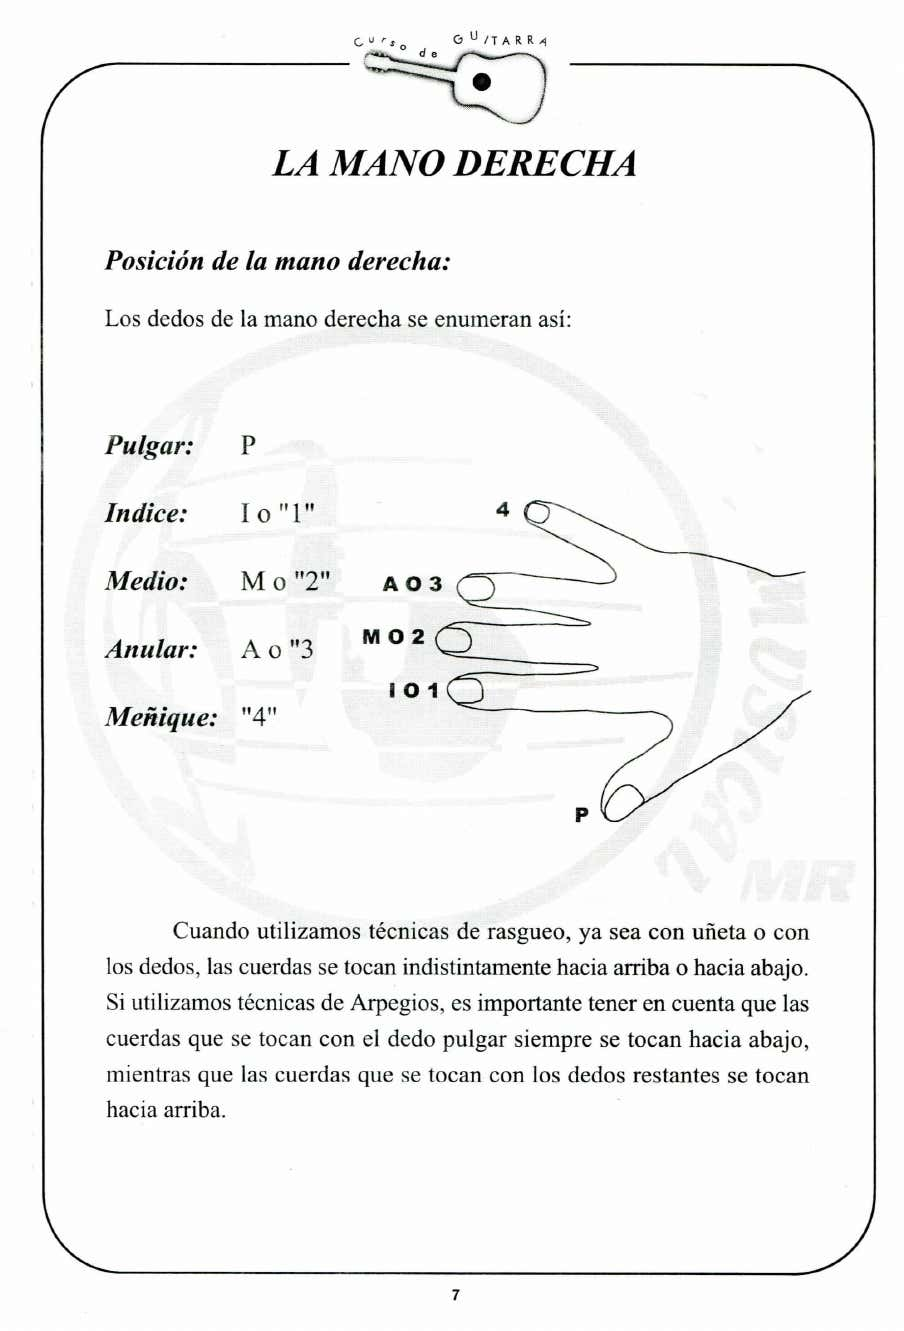 Curso de GUITARRA
LA MANO DERECHA
Posición de la mano derecha:
Los dedos de la mano derecha se enumeran así:
Pulgar: P
Indice: I o "1"
Medio: M o "2"
Anular: A o "3
Meñique: "4"
4
A O 3
M O 2
I O 1
P
MUSICAL
MR
Cuando utilizamos técnicas de rasgueo, ya sea con uñeta o con
los dedos, las cuerdas se tocan indistintamente hacia arriba o hacia abajo.
Si utilizamos técnicas de Arpegios, es importante tener en cuenta que las
cuerdas que se tocan con el dedo pulgar siempre se tocan hacia abajo,
mientras que las cuerdas que se tocan con los dedos restantes se tocan
hacia arriba.
7